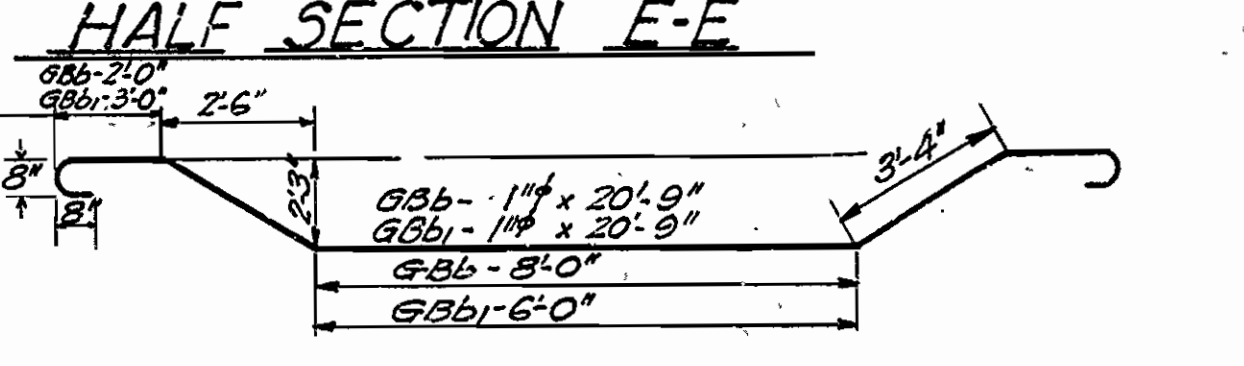 HALF SECTION E-E
GBb-2'-0"
GBb₁-3'-0"
2'-6"
8"
8"
2'-3"
3'-4"
GBb- 1"ϕ x 20'-9"
GBb₁- 1"ϕ x 20'-9"
GBb - 8'-0"
GBb₁-6'-0"